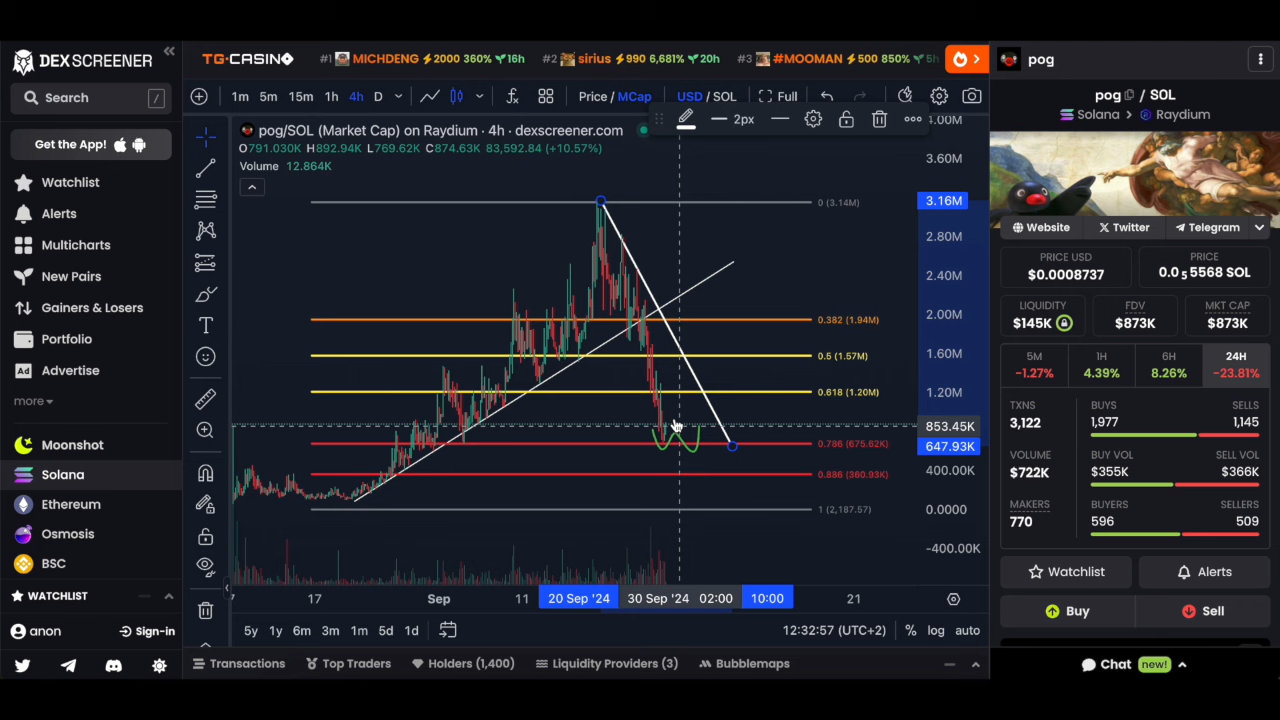 DEXSCREENER
Search /
Get the App!
Watchlist
Alerts
Multicharts
New Pairs
Gainers & Losers
Portfolio
Ad Advertise
more
Moonshot
Solana
Ethereum
Osmosis
BSC
WATCHLIST
anon Sign-in
TG.CASINO #1 MICHDENG 2000 360% 16h #2 sirius 990 6,681% 20h #3 #MOOMAN 500 850% 5h
1m 5m 15m 1h 4h D Price / MCap USD / SOL Full
2px
pog/SOL (Market Cap) on Raydium · 4h · dexscreener.com
O791.030K H892.94K L769.62K C874.63K 83,592.84 (+10.57%)
Volume 12.864K
0 (3.14M)
0.382 (1.94M)
0.5 (1.57M)
0.618 (1.20M)
0.786 (675.62K)
0.886 (360.93K)
1 (2,187.57)
4.00M
3.60M
3.16M
2.80M
2.40M
2.00M
1.60M
1.20M
853.45K
647.93K
400.00K
0.0000
−400.00K
17 Sep 11 20 Sep '24 30 Sep '24 02:00 10:00 21
5y 1y 6m 3m 1m 5d 1d 12:32:57 (UTC+2) % log auto
Transactions Top Traders Holders (1,400) Liquidity Providers (3) Bubblemaps
pog
pog / SOL
Solana > Raydium
Website Twitter Telegram
PRICE USD
$0.0008737
PRICE
0.0₅5568 SOL
LIQUIDITY
$145K
FDV
$873K
MKT CAP
$873K
5M
-1.27%
1H
4.39%
6H
8.26%
24H
-23.81%
TXNS
3,122
BUYS
1,977
SELLS
1,145
VOLUME
$722K
BUY VOL
$355K
SELL VOL
$366K
MAKERS
770
BUYERS
596
SELLERS
509
Watchlist Alerts
Buy Sell
Chat new!